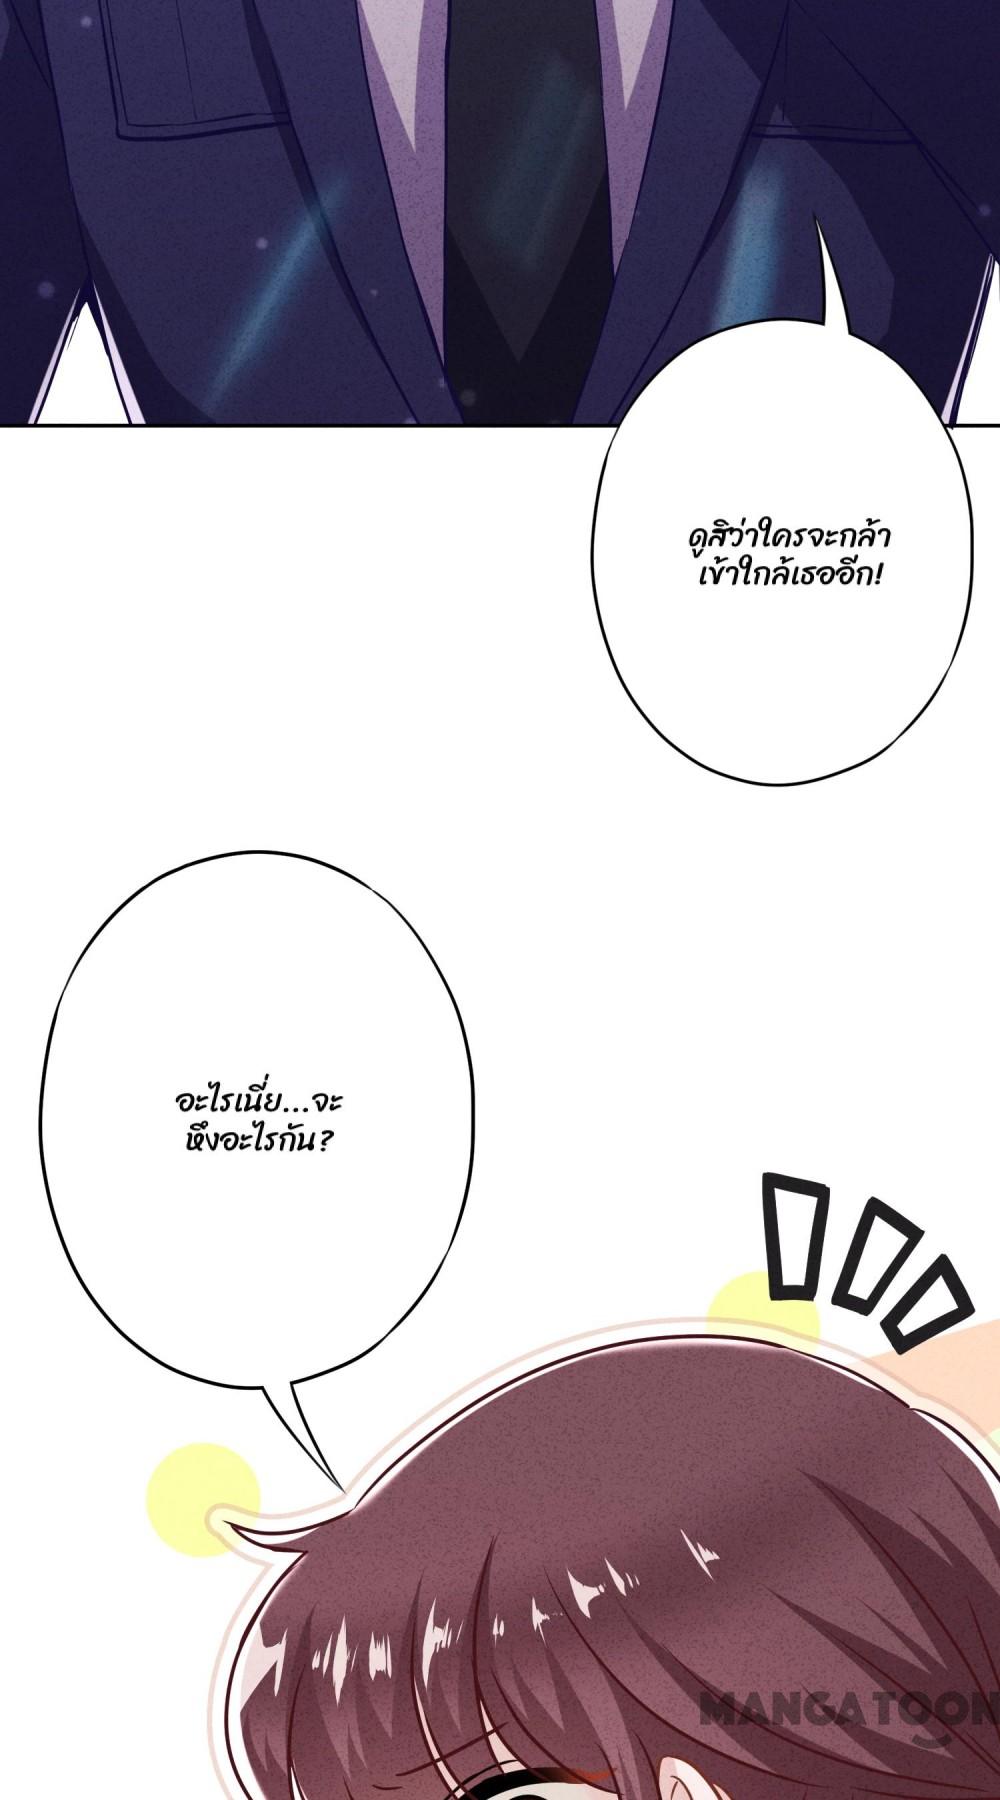 ดูสิว่าใครจะกล้า
เข้าใกล้เธออีก!
อะไรเนี่ย...จะ
หึงอะไรกัน?
MANGATOON